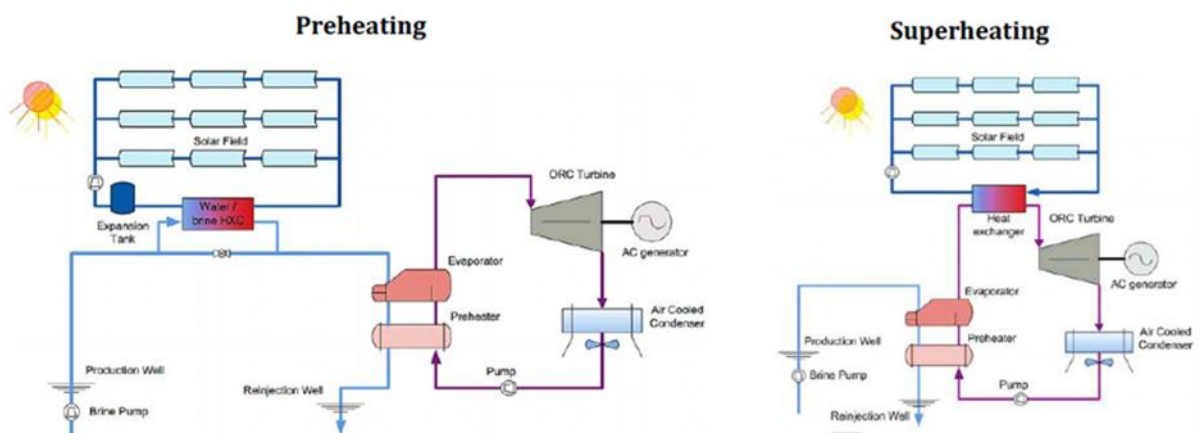 Preheating
Solar Field
Expansion
Tank
Water /
brine HXC
ORC Turbine
AC generator
Evaporator
Preheater
Air Cooled
Condenser
Pump
Production Well
Brine Pump
Reinjection Well
Superheating
Solar Field
Heat
exchanger
ORC Turbine
AC generator
Evaporator
Preheater
Air Cooled
Condenser
Pump
Production Well
Brine Pump
Reinjection Well